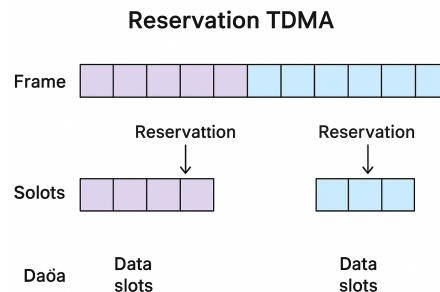 Reservation TDMA
Frame
Reservattion
Reservation
Solots
Data
slots
Data
slots
Daöa